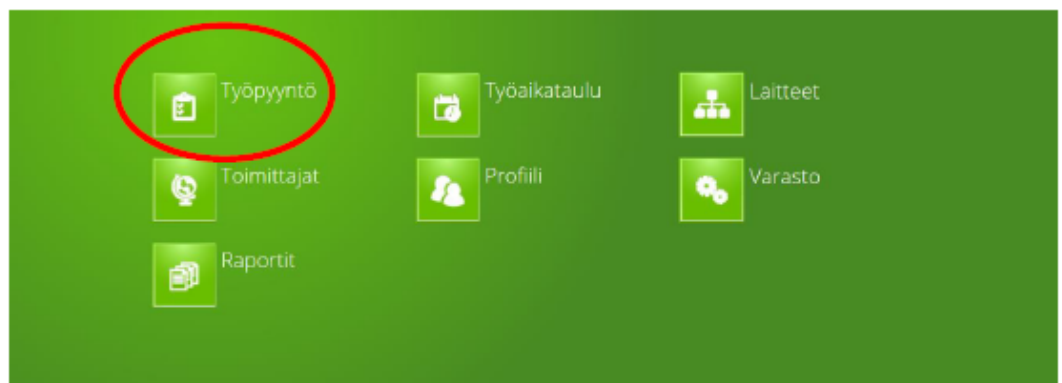 Työpyyntö
Työaikataulu
Laitteet
Toimittajat
Profiili
Varasto
Raportit